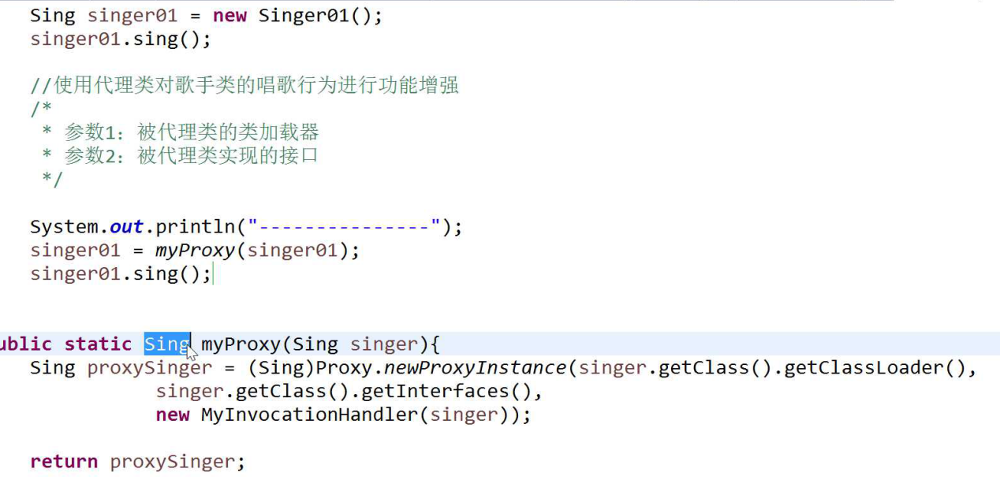 Sing singer01 = new Singer01();
singer01.sing();
//使用代理类对歌手类的唱歌行为进行功能增强
/*
* 参数1：被代理类的类加载器
* 参数2：被代理类实现的接口
*/
System.out.println("---------------");
singer01 = myProxy(singer01);
singer01.sing();
ublic static Sing myProxy(Sing singer){
Sing proxySinger = (Sing)Proxy.newProxyInstance(singer.getClass().getClassLoader(),
singer.getClass().getInterfaces(),
new MyInvocationHandler(singer));
return proxySinger;